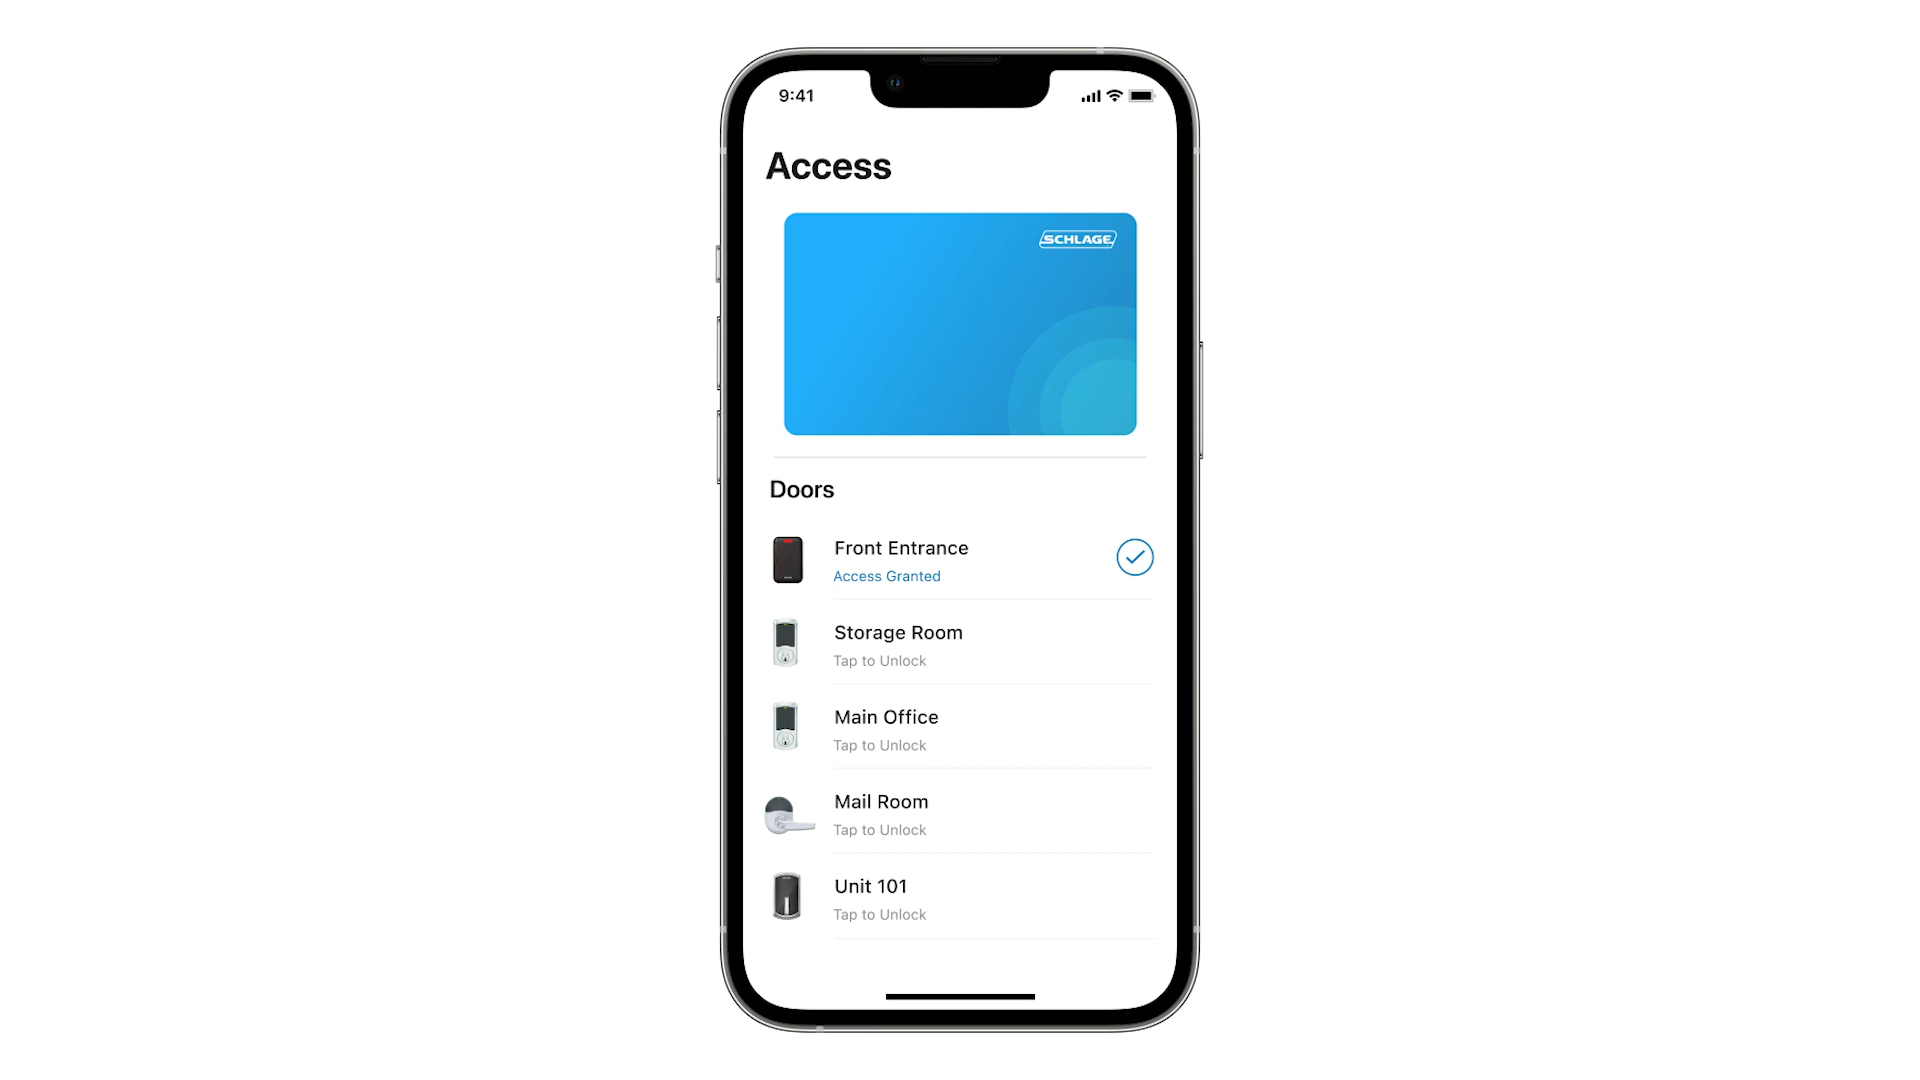 9:41
Access
SCHLAGE
Doors
Front Entrance
Access Granted
Storage Room
Tap to Unlock
Main Office
Tap to Unlock
Mail Room
Tap to Unlock
Unit 101
Tap to Unlock